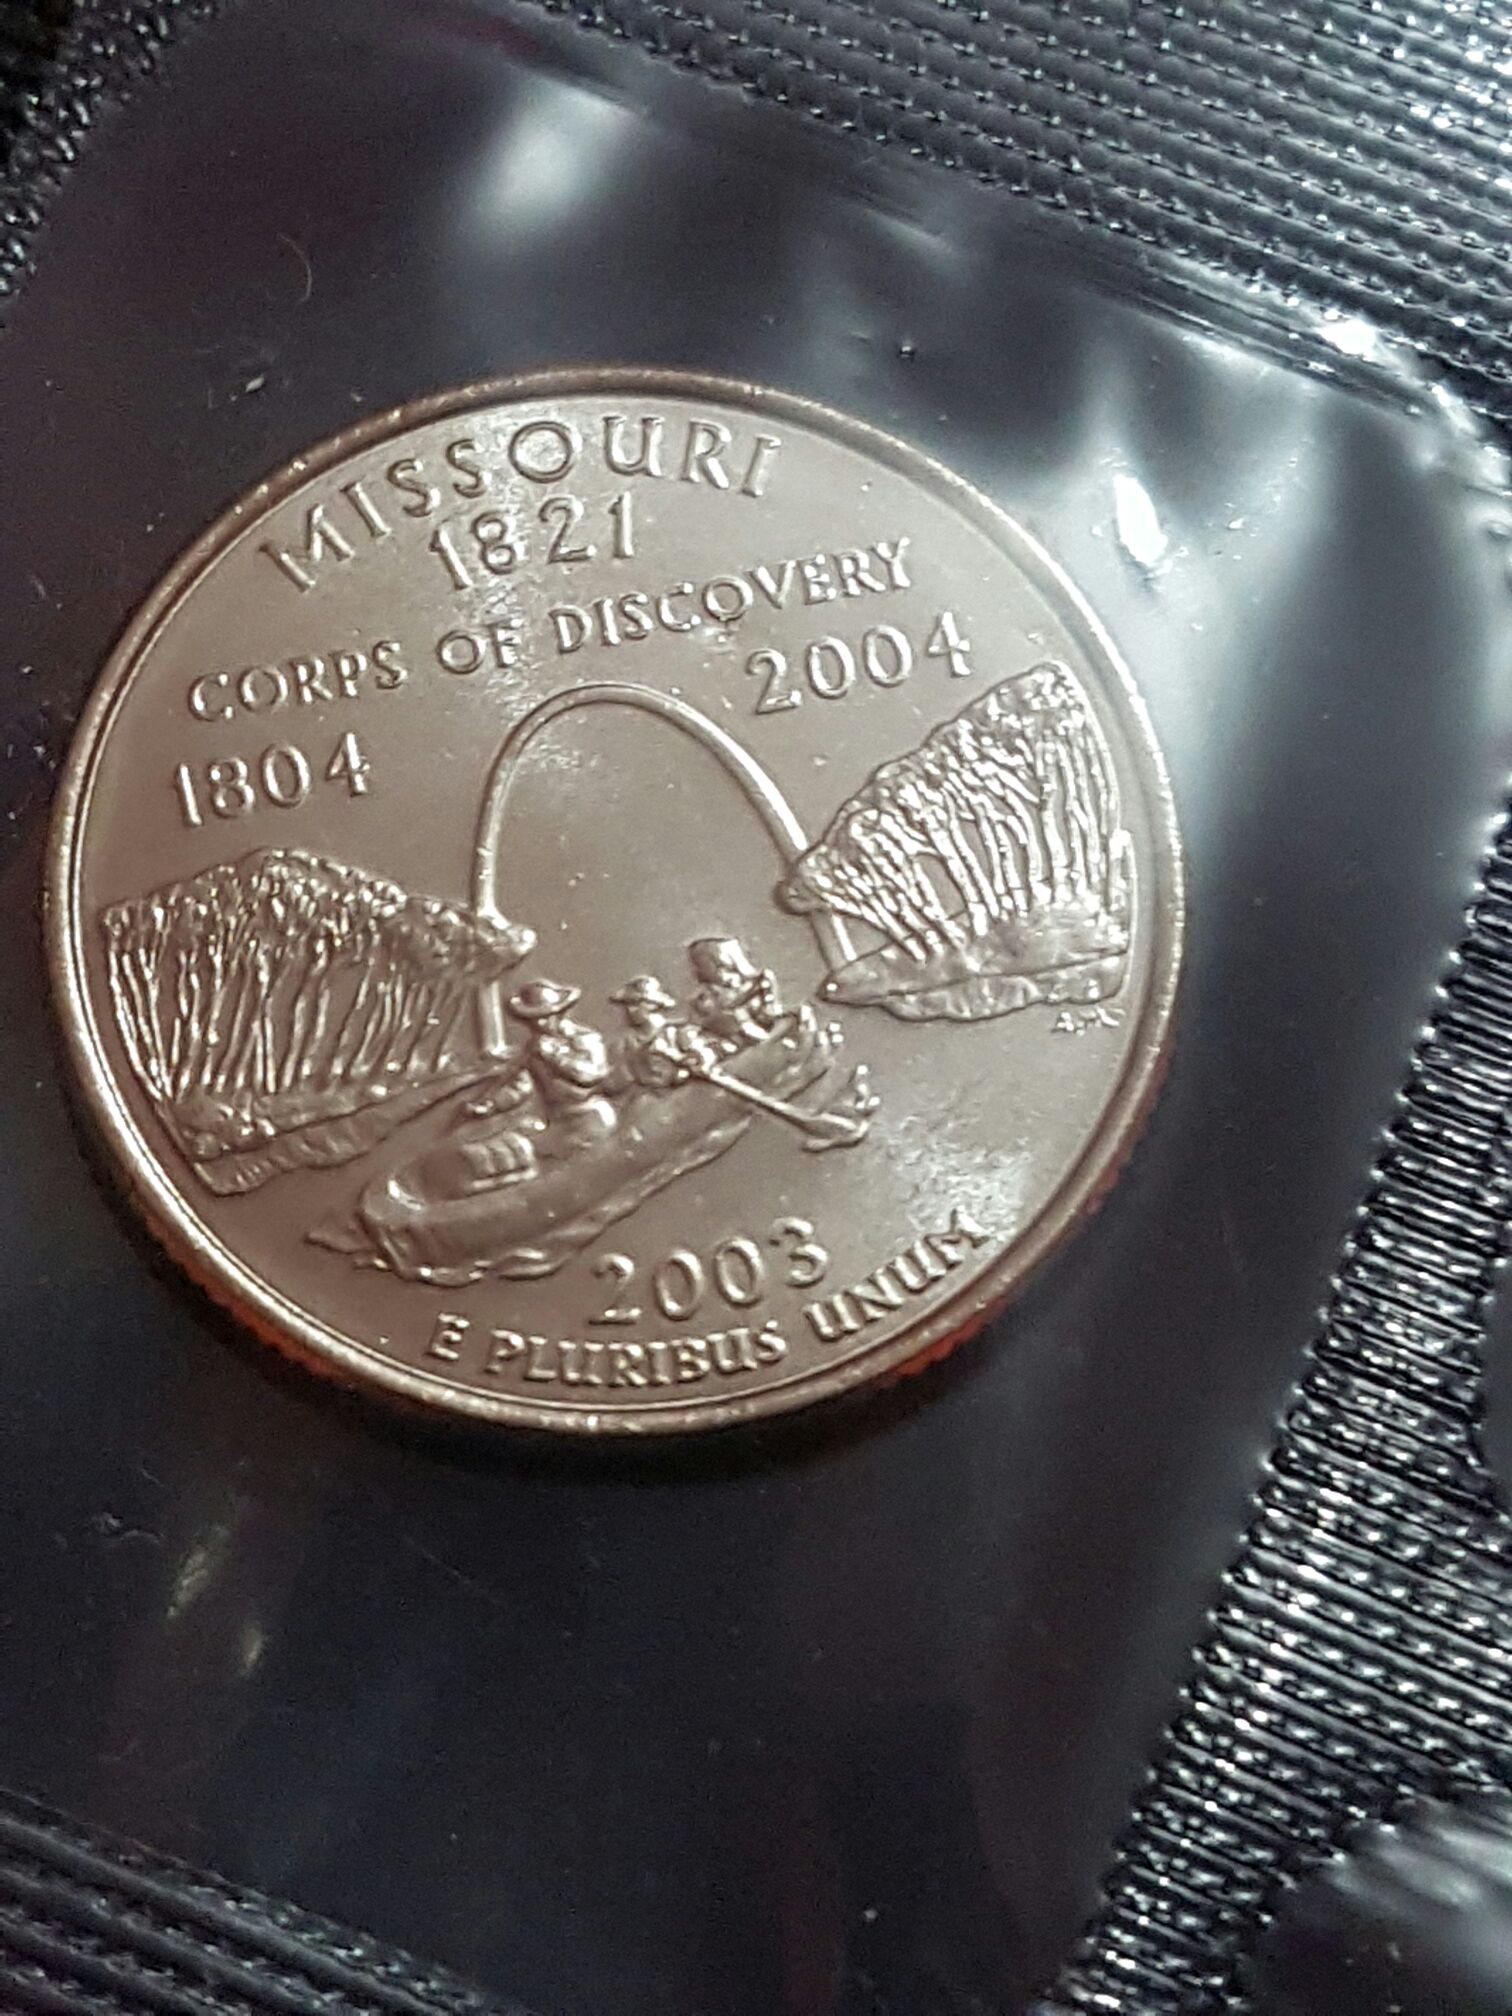 MISSOURI
1821
CORPS OF DISCOVERY
1804 2004
2003
E PLURIBUS UNUM